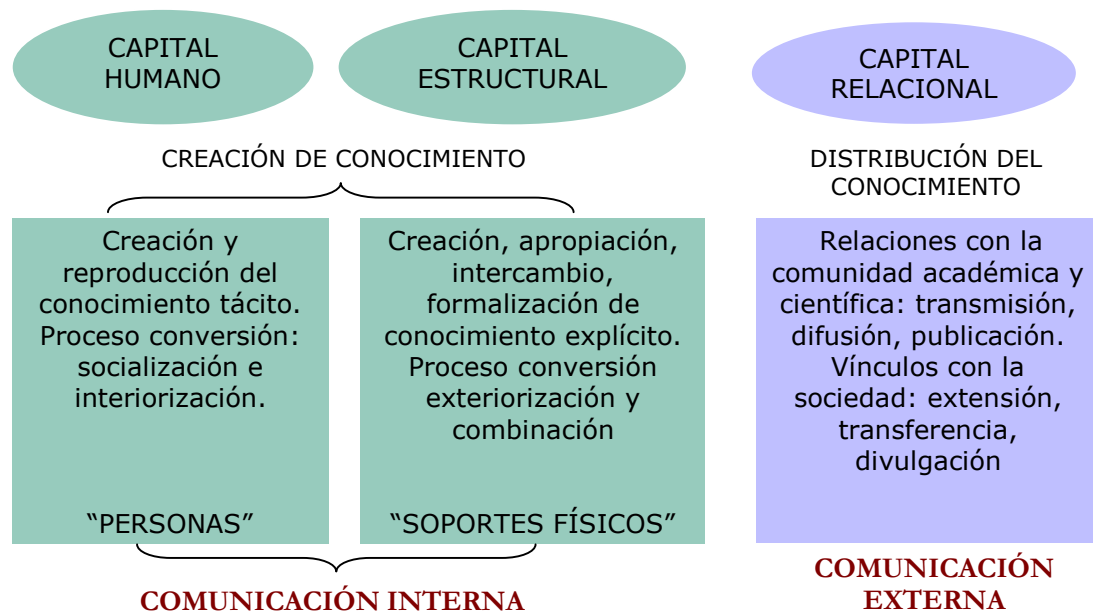 CAPITAL
HUMANO
CAPITAL
ESTRUCTURAL
CAPITAL
RELACIONAL
CREACIÓN DE CONOCIMIENTO
DISTRIBUCIÓN DEL
CONOCIMIENTO
Creación y
reproducción del
conocimiento tácito.
Proceso conversión:
socialización e
interiorización.
"PERSONAS"
Creación, apropiación,
intercambio,
formalización de
conocimiento explícito.
Proceso conversión
exteriorización y
combinación
"SOPORTES FÍSICOS"
Relaciones con la
comunidad académica y
científica: transmisión,
difusión, publicación.
Vínculos con la
sociedad: extensión,
transferencia,
divulgación
COMUNICACIÓN INTERNA
COMUNICACIÓN
EXTERNA